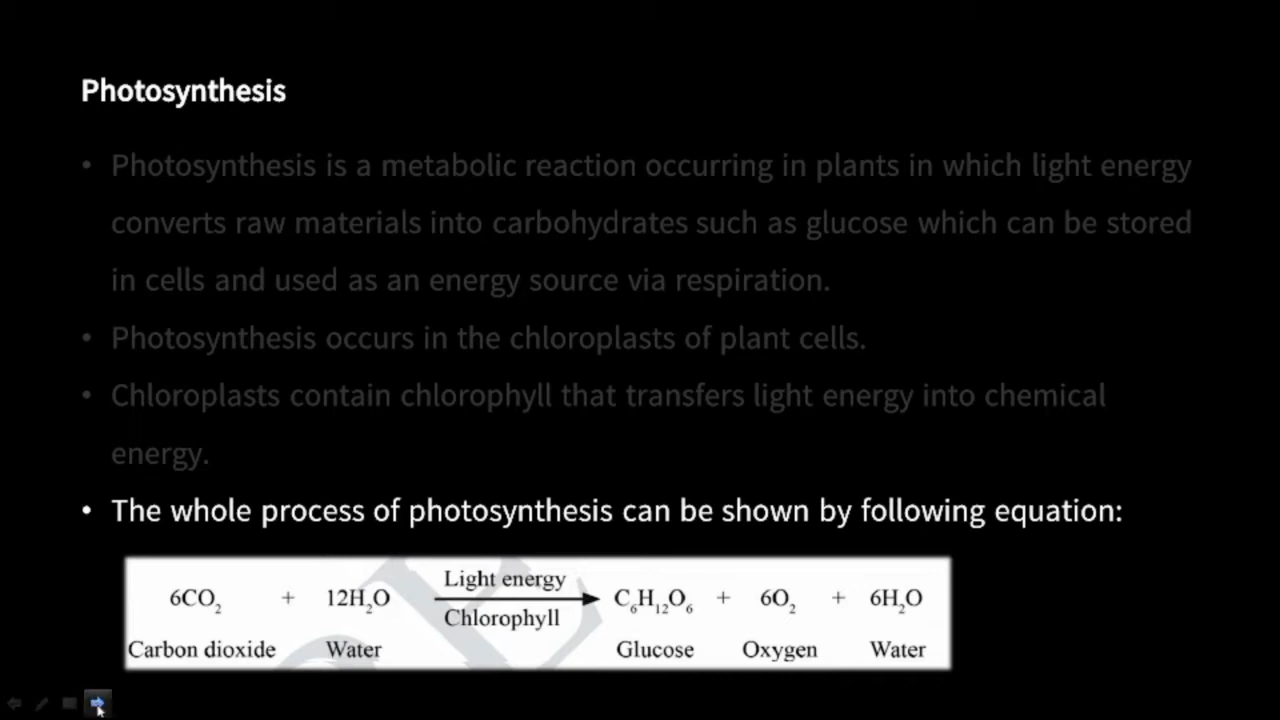 Photosynthesis
• Photosynthesis is a metabolic reaction occurring in plants in which light energy
converts raw materials into carbohydrates such as glucose which can be stored
in cells and used as an energy source via respiration.
• Photosynthesis occurs in the chloroplasts of plant cells.
• Chloroplasts contain chlorophyll that transfers light energy into chemical
energy.
• The whole process of photosynthesis can be shown by following equation:
Light energy
6CO₂ + 12H₂O → C₆H₁₂O₆ + 6O₂ + 6H₂O
Chlorophyll
Carbon dioxide Water Glucose Oxygen Water